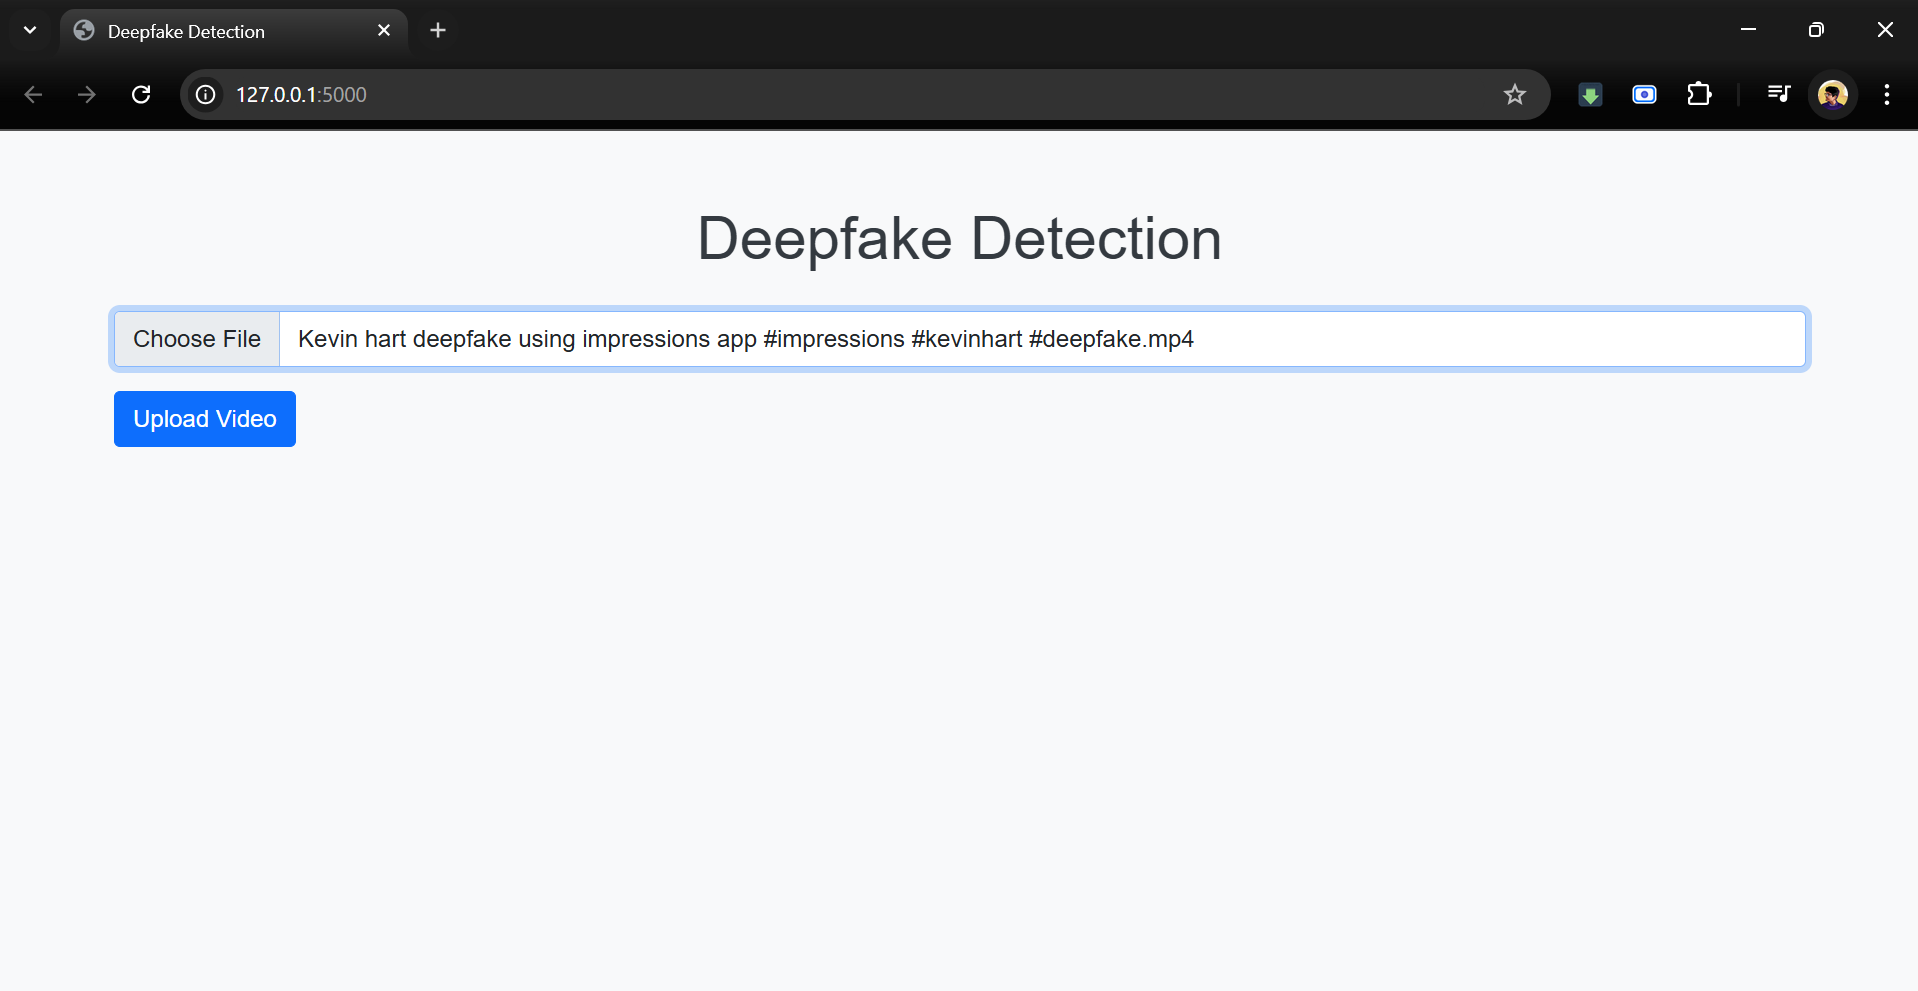 Deepfake Detection
127.0.0.1:5000
Deepfake Detection
Choose File Kevin hart deepfake using impressions app #impressions #kevinhart #deepfake.mp4
Upload Video